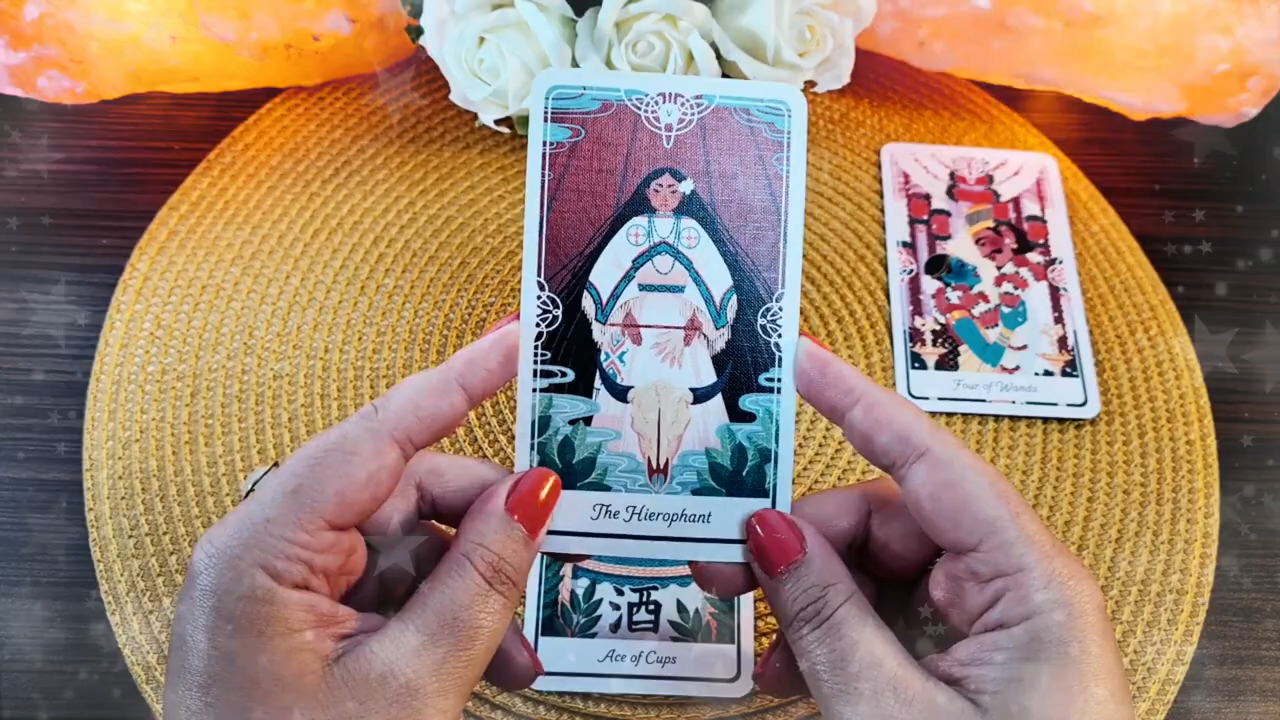 V
The Hierophant
Four of Wands
酒
Ace of Cups